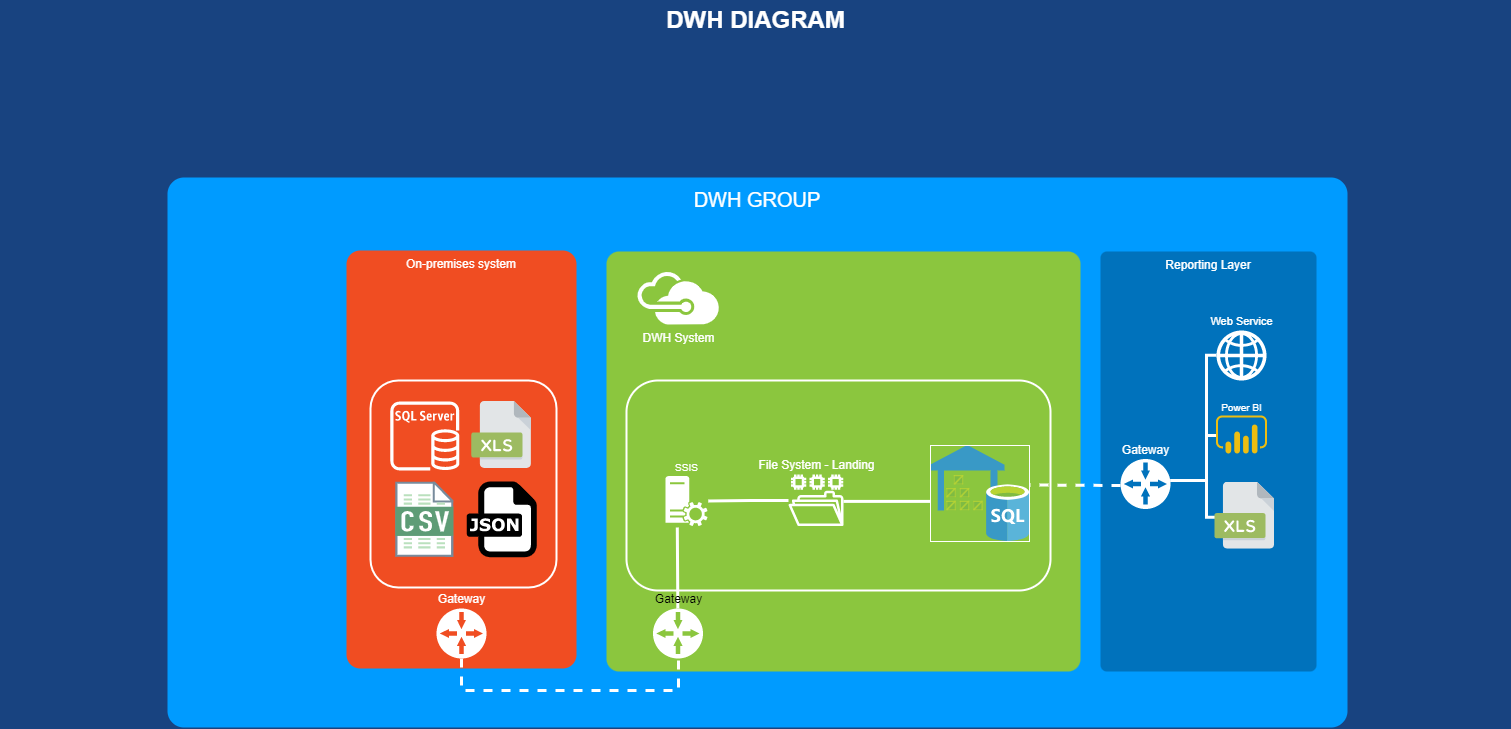 DWH DIAGRAM
DWH GROUP
On-premises system
SQL Server
XLS
CSV
JSON
Gateway
DWH System
SSIS
File System - Landing
SQL
Gateway
Reporting Layer
Web Service
Power BI
Gateway
XLS